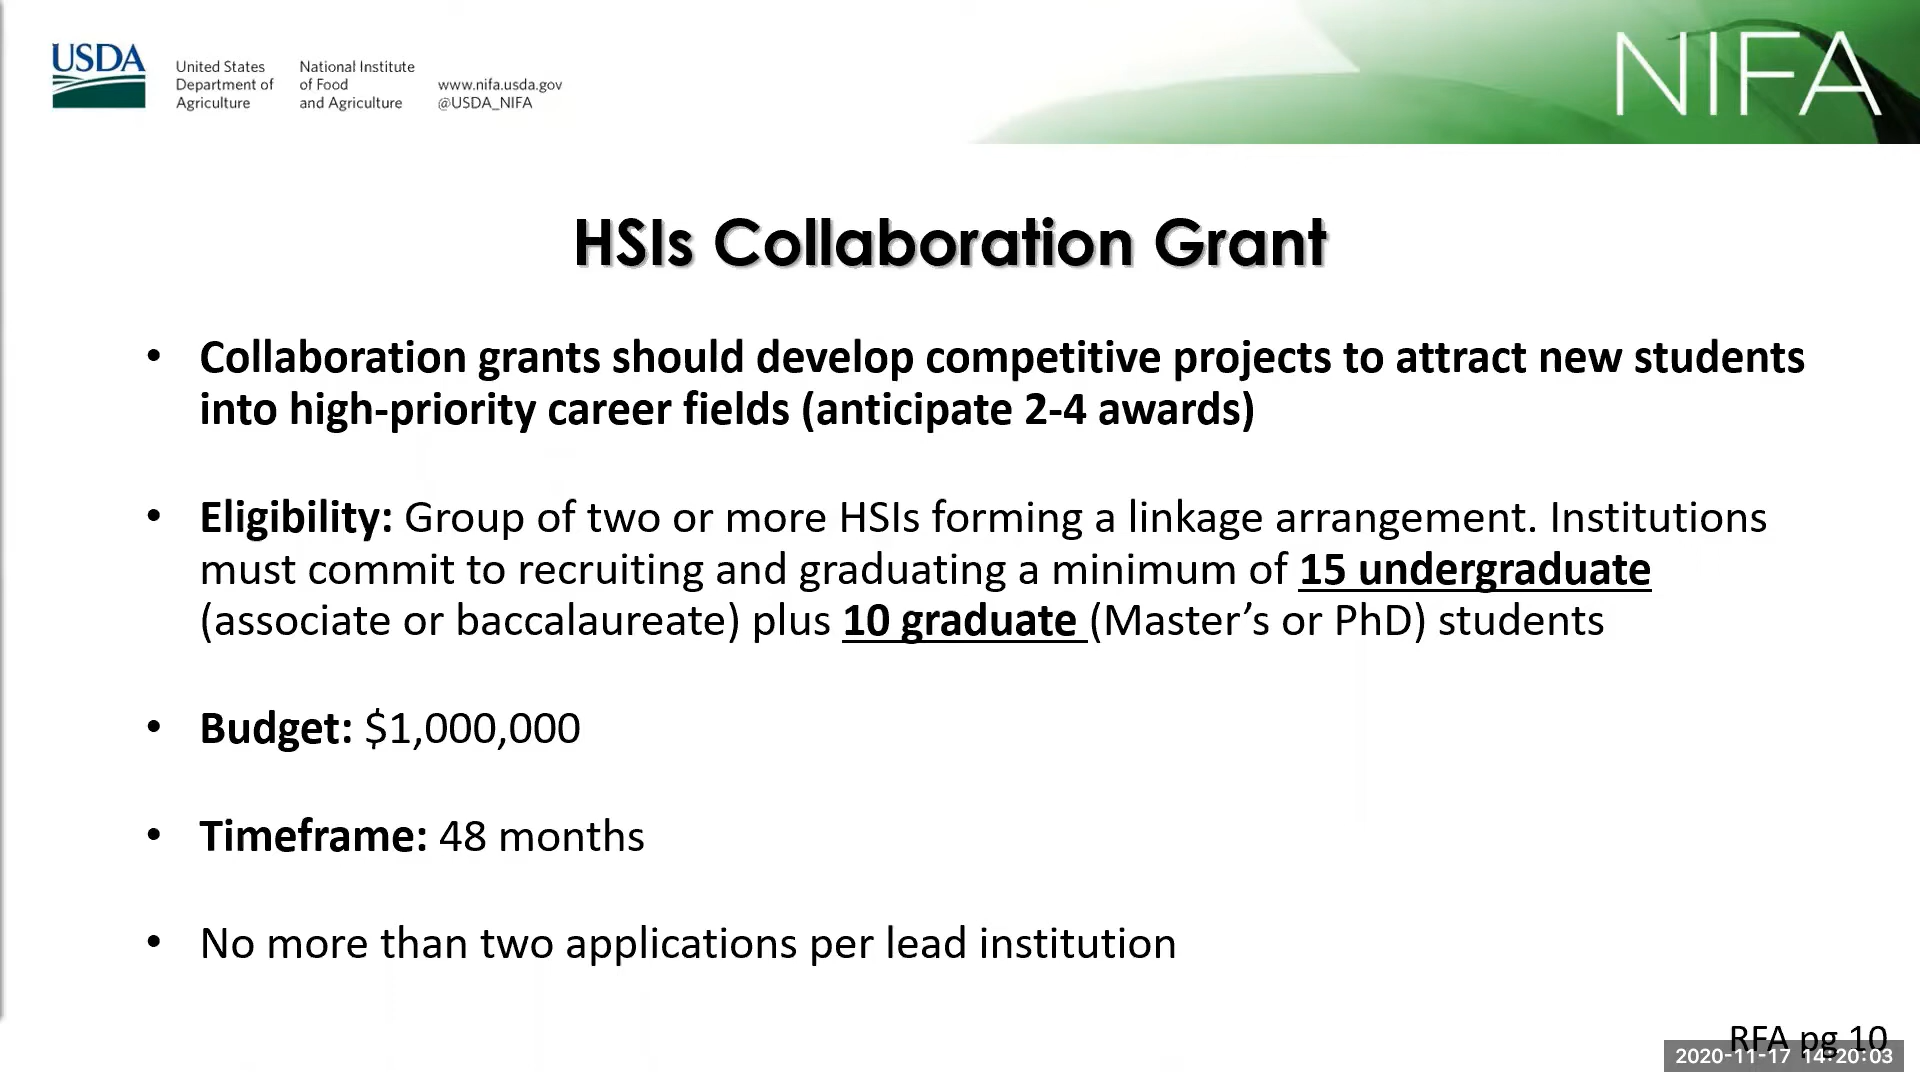 USDA
United States
Department of
Agriculture
National Institute
of Food
and Agriculture
www.nifa.usda.gov
@USDA_NIFA
NIFA
HSIs Collaboration Grant
• Collaboration grants should develop competitive projects to attract new students
into high-priority career fields (anticipate 2-4 awards)
• Eligibility: Group of two or more HSIs forming a linkage arrangement. Institutions
must commit to recruiting and graduating a minimum of 15 undergraduate
(associate or baccalaureate) plus 10 graduate (Master’s or PhD) students
• Budget: $1,000,000
• Timeframe: 48 months
• No more than two applications per lead institution
RFA pg 10
2020-11-17 14:20:03